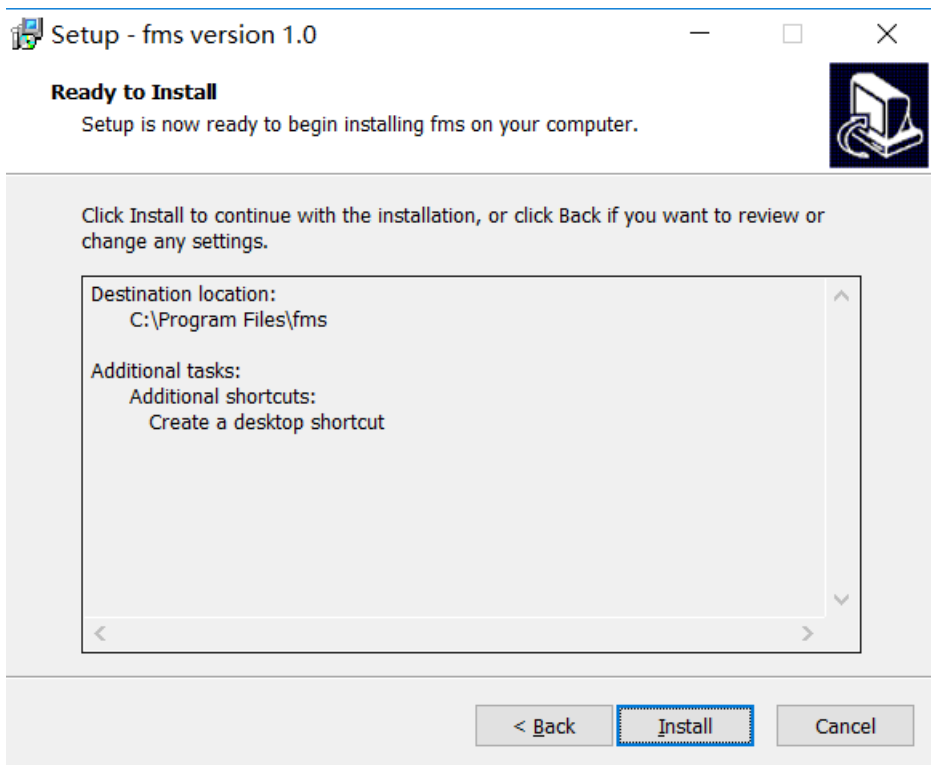 Setup - fms version 1.0
Ready to Install
Setup is now ready to begin installing fms on your computer.
Click Install to continue with the installation, or click Back if you want to review or
change any settings.
Destination location:
C:\Program Files\fms
Additional tasks:
Additional shortcuts:
Create a desktop shortcut
< Back
Install
Cancel